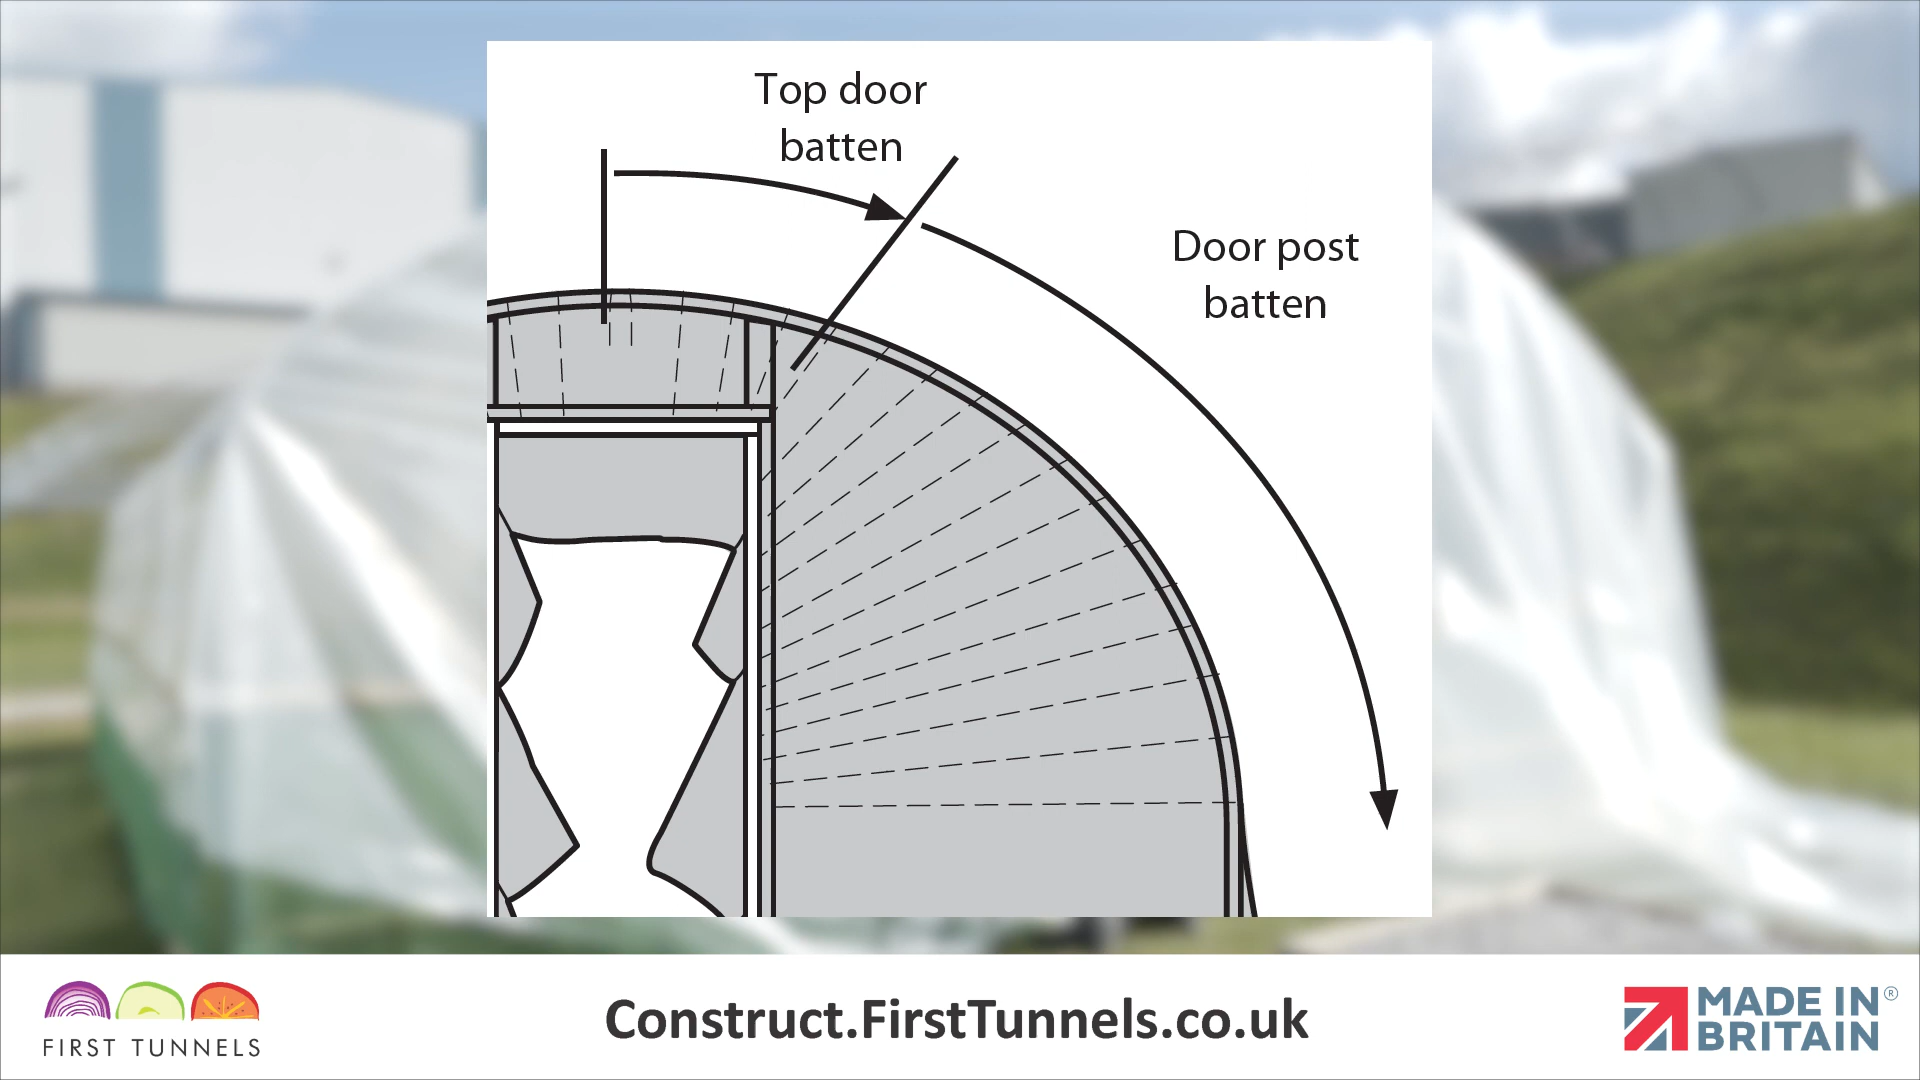 Top door
batten
Door post
batten
FIRST TUNNELS
Construct.FirstTunnels.co.uk
MADE IN ®
BRITAIN